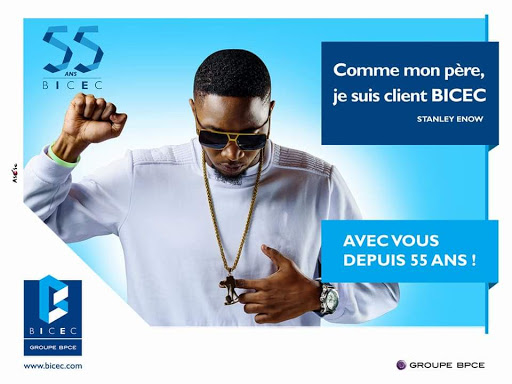 55
ANS
BICEC
Comme mon père,
je suis client BICEC
STANLEY ENOW
AVEC VOUS
DEPUIS 55 ANS !
BICEC
GROUPE BPCE
www.bicec.com
GROUPE BPCE